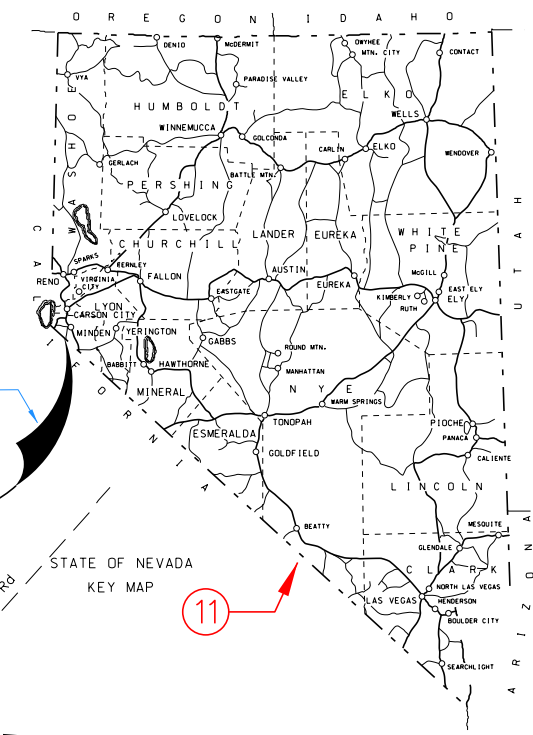 OREGON
IDAHO
DENIO
McDERMIT
OWYHEE
MTN. CITY
CONTACT
VYA
PARADISE VALLEY
ELKO
HUMBOLDT
WASHOE
WINNEMUCCA
GOLCONDA
WELLS
CARLIN
ELKO
WENDOVER
GERLACH
BATTLE MTN.
PERSHING
LOVELOCK
UTAH
CHURCHILL
LANDER
EUREKA
WHITE
PINE
SPARKS
FERNLEY
RENO
VIRGINIA
CITY
FALLON
AUSTIN
EUREKA
McGILL
EASTGATE
KIMBERLY
RUTH
EAST ELY
ELY
LYON
CARSON CITY
MINDEN
YERINGTON
GABBS
ROUND MTN.
BABBITT
HAWTHORNE
MANHATTAN
MINERAL
NYE
WARM SPRINGS
CALIFORNIA
ESMERALDA
TONOPAH
PIOCHE
PANACA
GOLDFIELD
CALIENTE
LINCOLN
BEATTY
MESQUITE
GLENDALE
STATE OF NEVADA
KEY MAP
CLARK
Rd
11
LAS VEGAS
NORTH LAS VEGAS
HENDERSON
BOULDER CITY
SEARCHLIGHT
ARIZONA